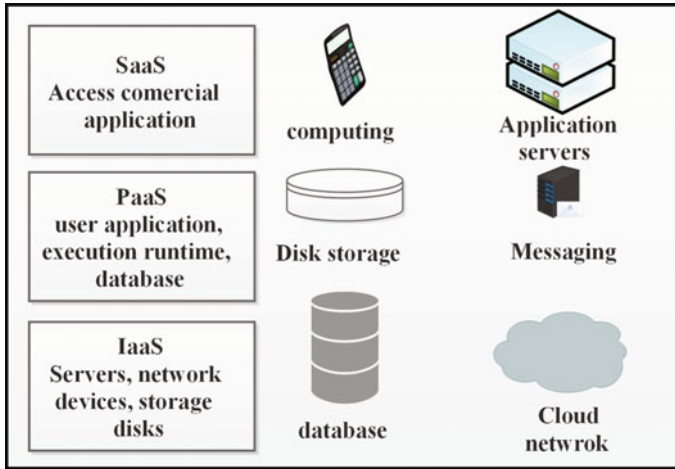 SaaS
Access comercial
application
computing
Application
servers
PaaS
user application,
execution runtime,
database
Disk storage
Messaging
IaaS
Servers, network
devices, storage
disks
database
Cloud
netwrok